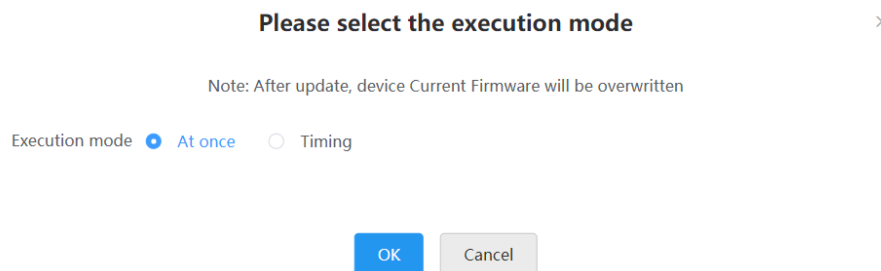 Please select the execution mode
Note: After update, device Current Firmware will be overwritten
Execution mode At once Timing
OK Cancel